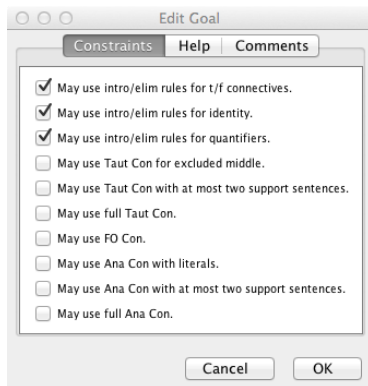 Edit Goal
Constraints Help Comments
May use intro/elim rules for t/f connectives.
May use intro/elim rules for identity.
May use intro/elim rules for quantifiers.
May use Taut Con for excluded middle.
May use Taut Con with at most two support sentences.
May use full Taut Con.
May use FO Con.
May use Ana Con with literals.
May use Ana Con with at most two support sentences.
May use full Ana Con.
Cancel OK